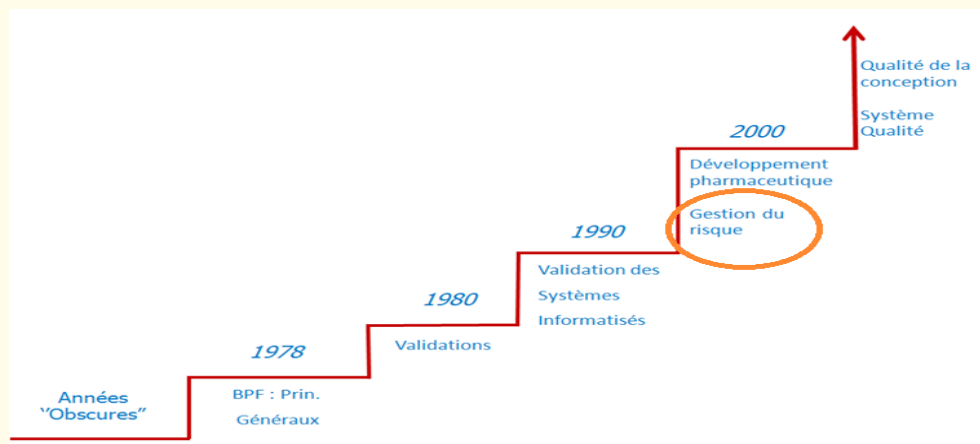 Années
‘’Obscures”
1978
BPF : Prin.
Généraux
1980
Validations
1990
Validation des
Systèmes
Informatisés
2000
Développement
pharmaceutique
Gestion du
risque
Qualité de la
conception
Système
Qualité